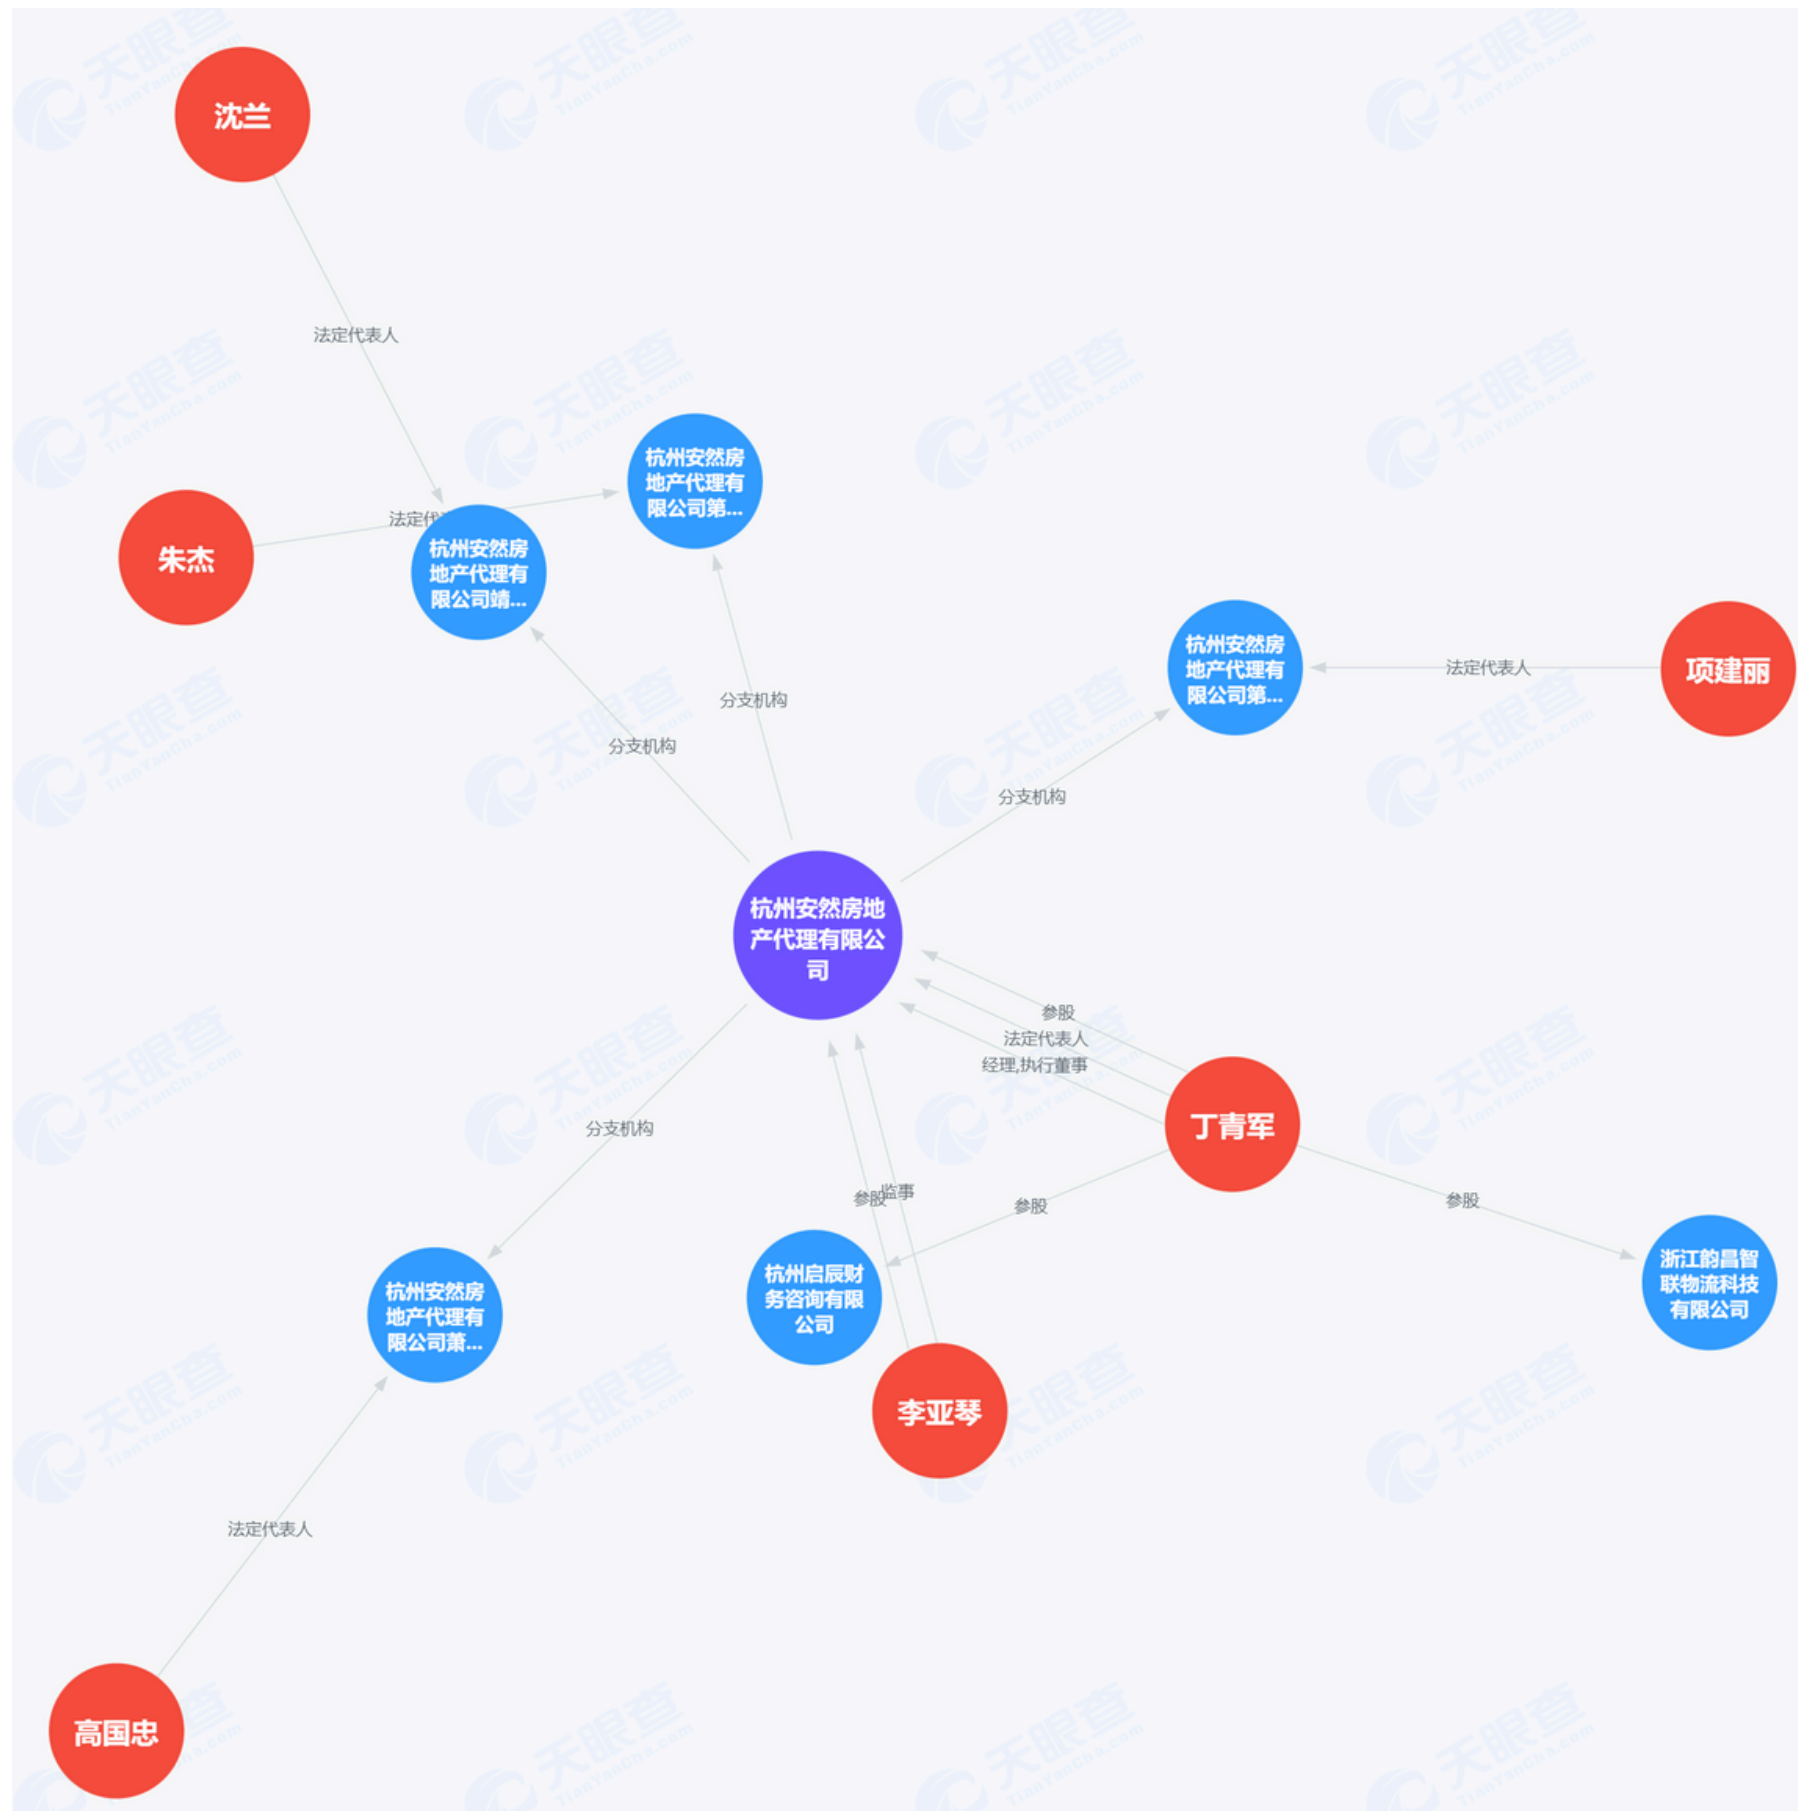 沈兰
法定代表人
杭州安然房
地产代理有
限公司第...
法定代
朱杰
杭州安然房
地产代理有
限公司靖...
杭州安然房
地产代理有
限公司第...
法定代表人
项建丽
分支机构
分支机构
分支机构
杭州安然房地
产代理有限公
司
参股
法定代表人
经理,执行董事
丁青军
分支机构
参股
监事
参股
参股
杭州安然房
地产代理有
限公司萧...
杭州启辰财
务咨询有限
公司
浙江韵昌智
联物流科技
有限公司
李亚琴
法定代表人
高国忠
天眼查
TianYanCha.com